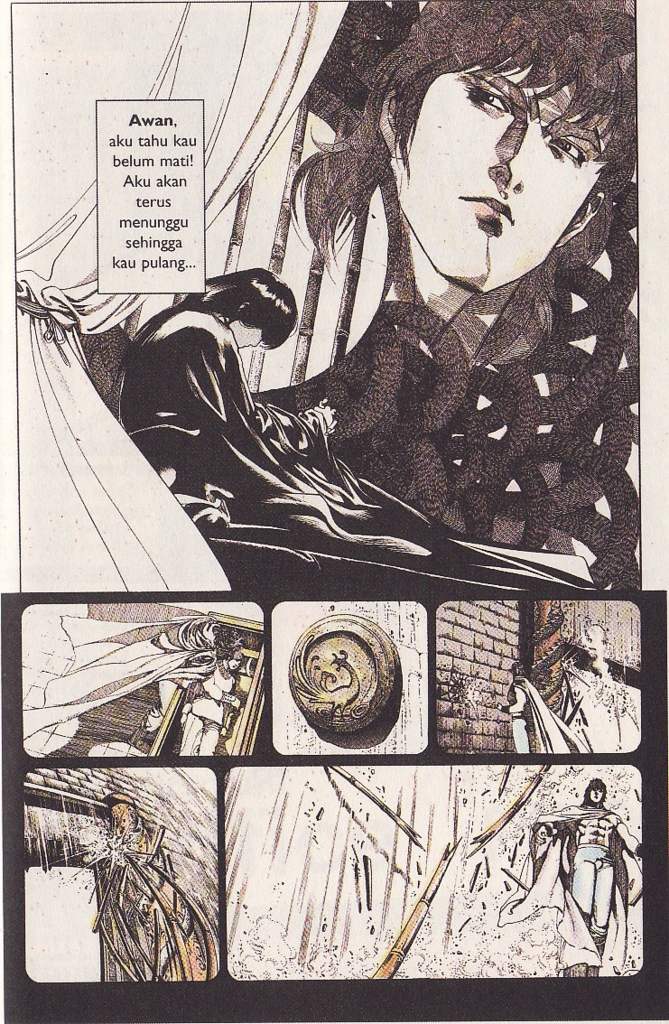 Awan,
aku tahu kau
belum mati!
Aku akan
terus
menunggu
sehingga
kau pulang...